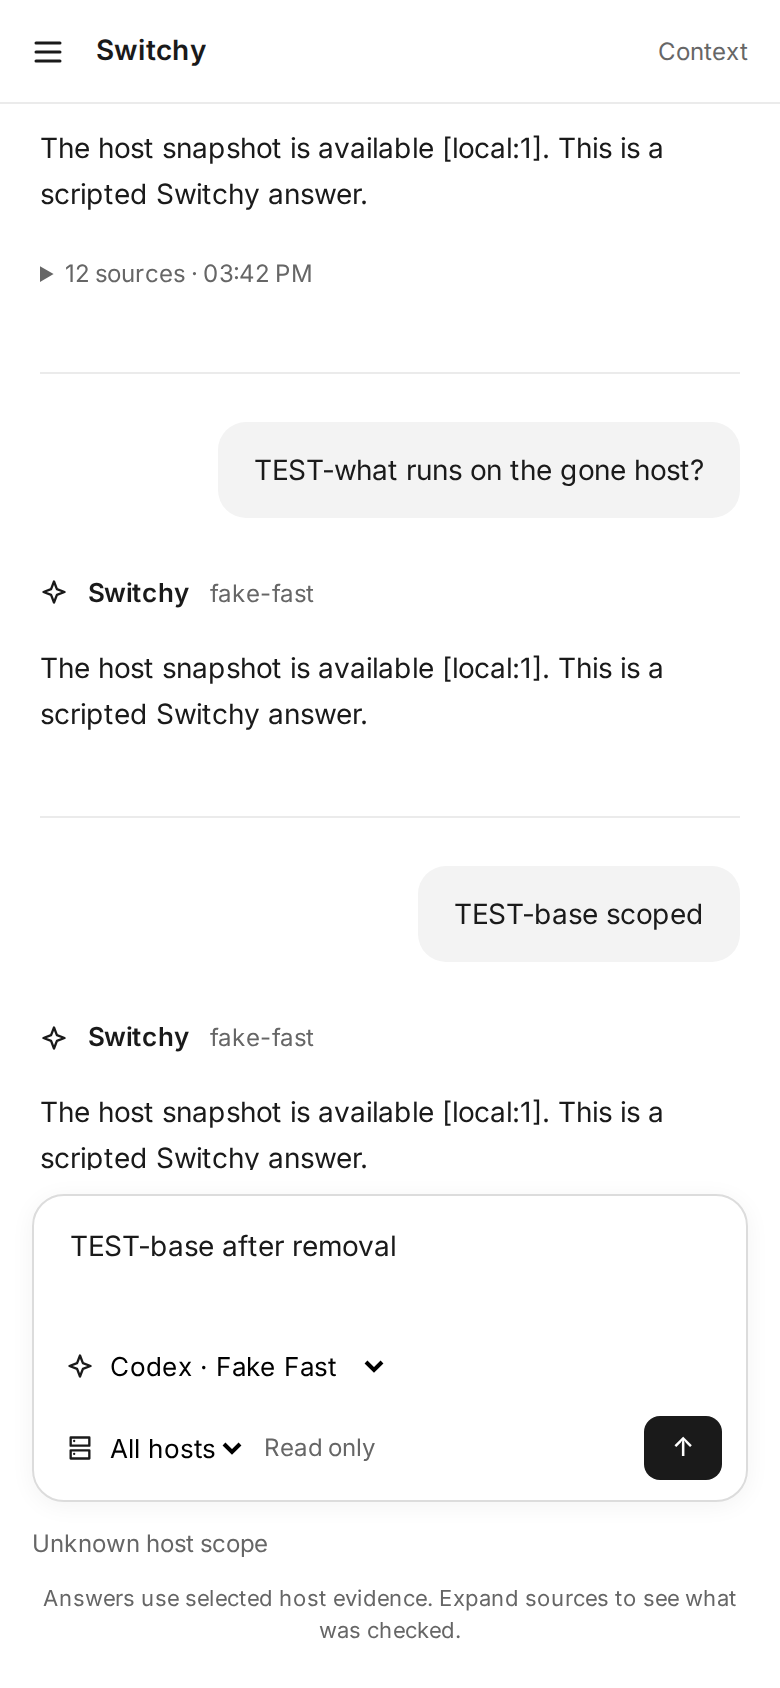 Switchy
Context
The host snapshot is available [local:1]. This is a
scripted Switchy answer.
12 sources · 03:42 PM
TEST-what runs on the gone host?
Switchy fake-fast
The host snapshot is available [local:1]. This is a
scripted Switchy answer.
TEST-base scoped
Switchy fake-fast
The host snapshot is available [local:1]. This is a
scripted Switchy answer.
TEST-base after removal
Codex · Fake Fast
All hosts Read only
Unknown host scope
Answers use selected host evidence. Expand sources to see what
was checked.